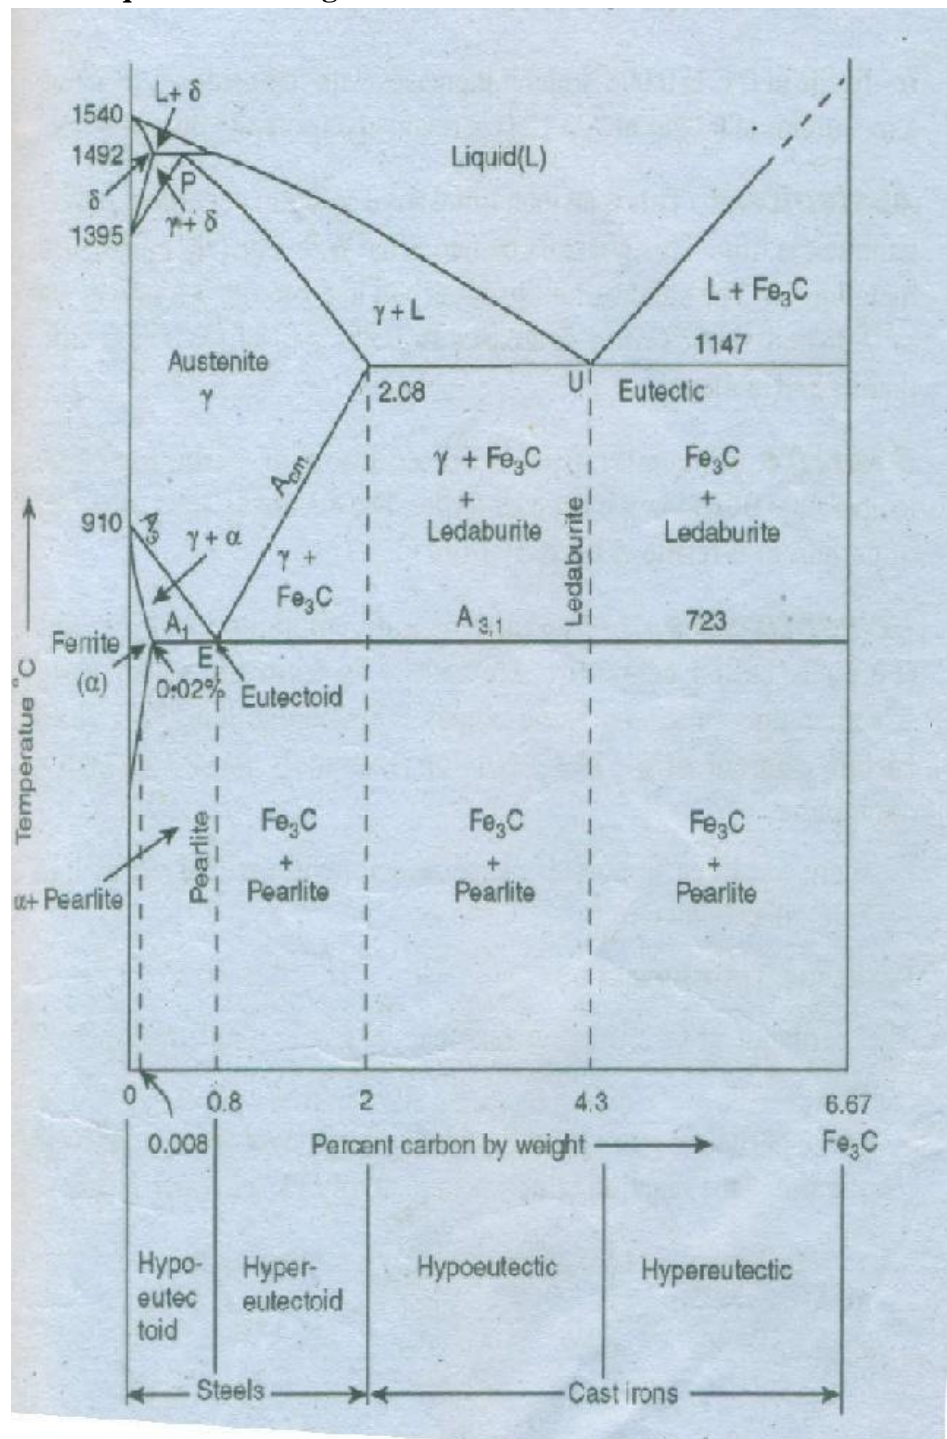 L+ δ
1540
1492
Liquid(L)
P
δ
γ+ δ
1395
L + Fe₃C
γ+L
1147
Austenite
γ
2.08
U
Eutectic
Acm
γ + Fe₃C
+
Ledaburite
Fe₃C
+
Ledaburite
Ledaburite
910
A₃
γ+ α
γ +
Fe₃C
A₁
A₃,₁
723
Ferrite
(α)
E
0.02%
Eutectoid
Temperatue °C
Pearlite
Fe₃C
+
Pearlite
Fe₃C
+
Pearlite
Fe₃C
+
Pearlite
α+ Pearlite
0
0.8
2
4.3
6.67
0.008
Percent carbon by weight
Fe₃C
Hypo-
eutec
toid
Hyper-
eutectoid
Hypoeutectic
Hypereutectic
Steels
Cast irons